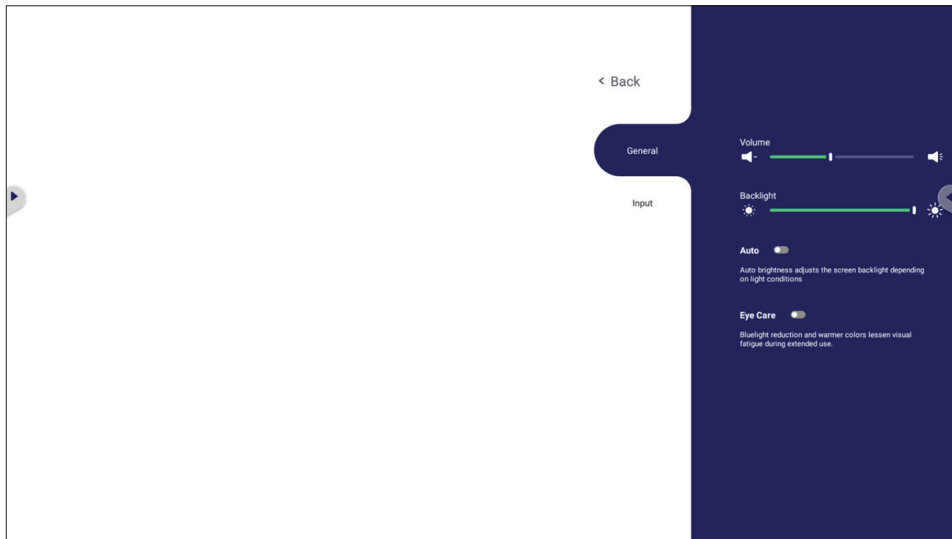 Back
General
Input
Volume
Backlight
Auto
Auto brightness adjusts the screen backlight depending
on light conditions
Eye Care
Bluelight reduction and warmer colors lessen visual
fatigue during extended use.